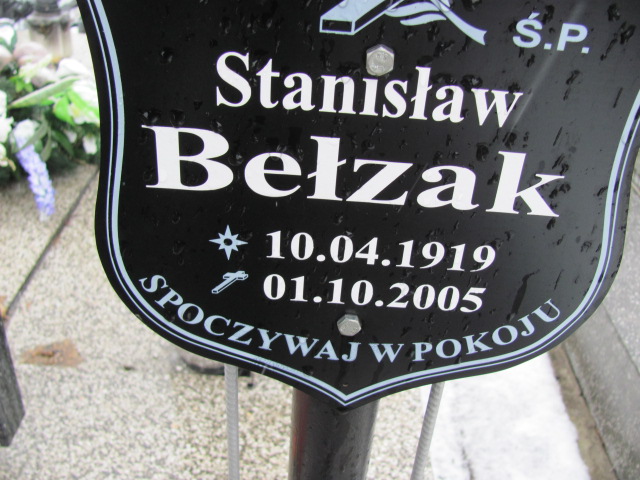 Ś.P.
Stanisław
Bełzak
10.04.1919
01.10.2005
SPOCZYWAJ W POKOJU